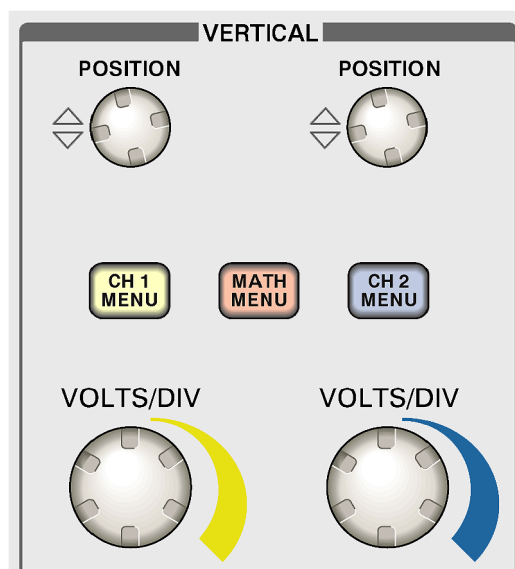 VERTICAL
POSITION
POSITION
CH 1
MENU
MATH
MENU
CH 2
MENU
VOLTS/DIV
VOLTS/DIV